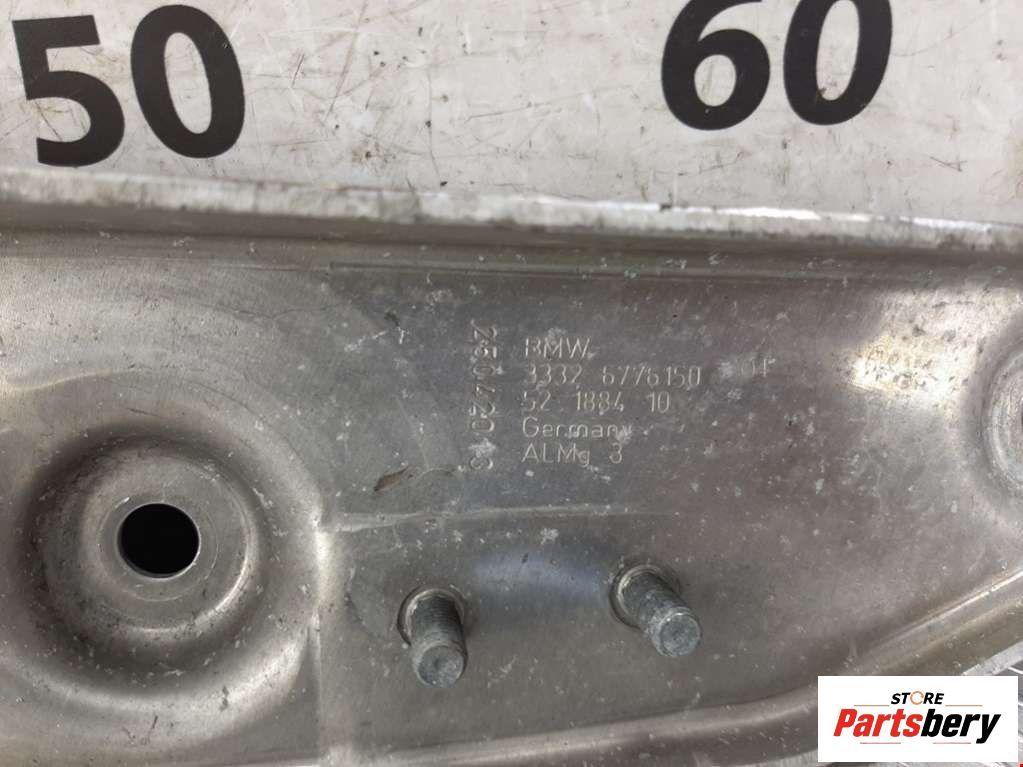 50
60
BMW
3332 6776150
52 1884 10
Germany
ALMg 3
STORE
Partsbery